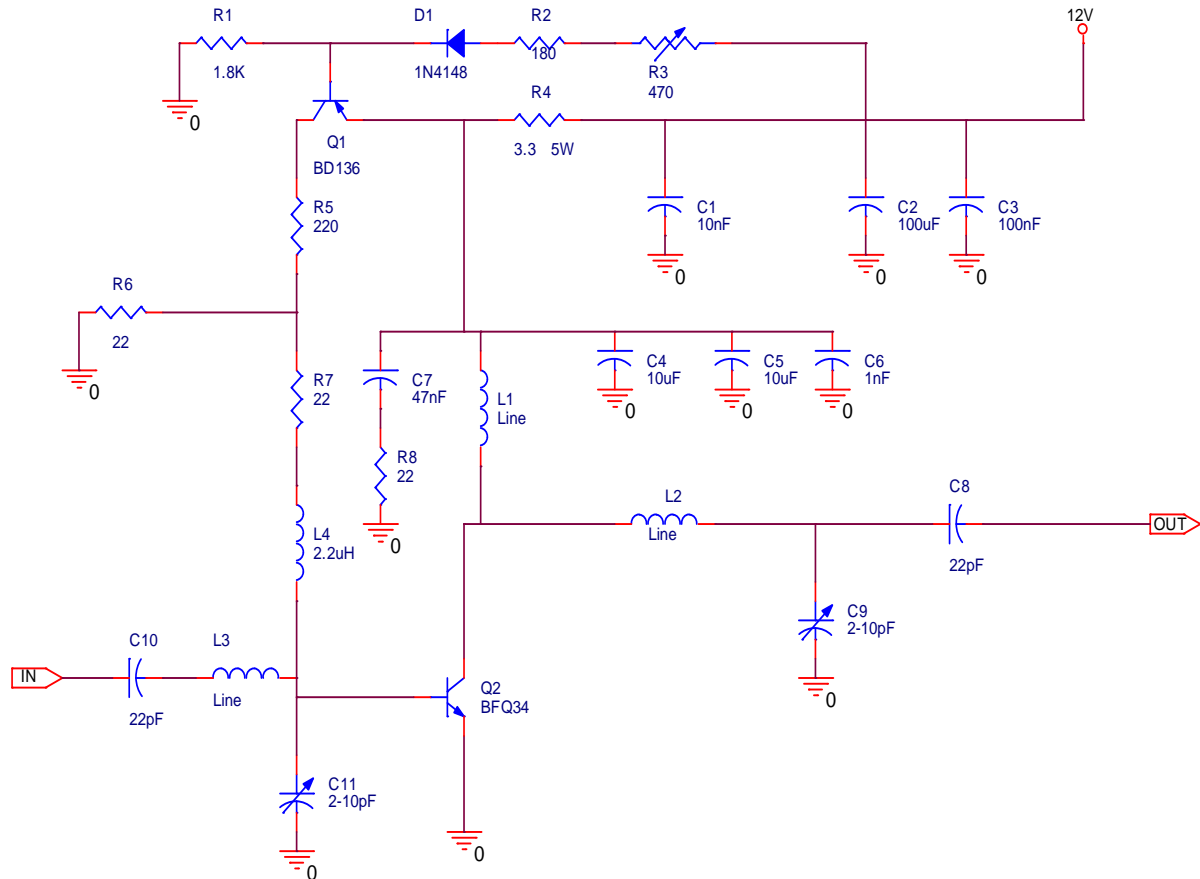 R1
1.8K
0
D1
1N4148
R2
180
R3
470
12V
R4
3.3 5W
Q1
BD136
R5
220
C1
10nF
0
C2
100uF
0
C3
100nF
0
R6
22
0
R7
22
C7
47nF
R8
22
0
L1
Line
C4
10uF
0
C5
10uF
0
C6
1nF
0
L4
2.2uH
L2
Line
C8
22pF
OUT
C9
2-10pF
0
IN
C10
22pF
L3
Line
Q2
BFQ34
0
C11
2-10pF
0